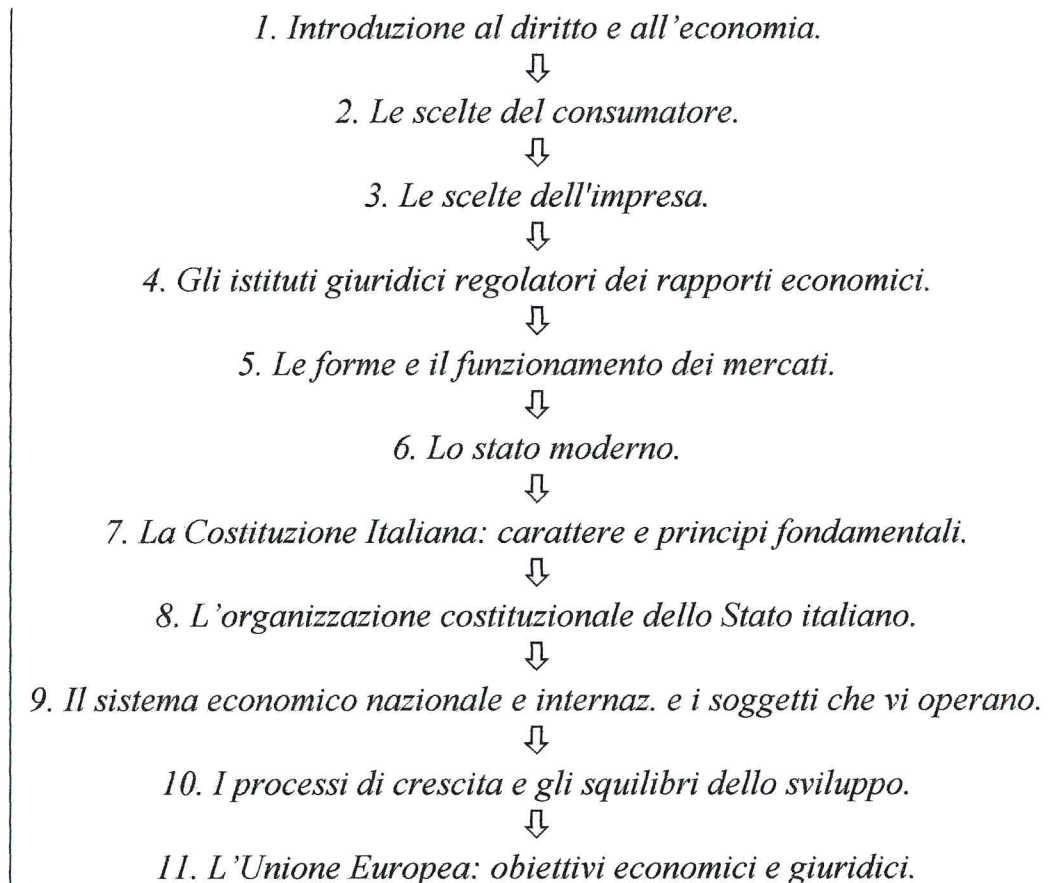 1. Introduzione al diritto e all'economia.
⇩
2. Le scelte del consumatore.
⇩
3. Le scelte dell'impresa.
⇩
4. Gli istituti giuridici regolatori dei rapporti economici.
⇩
5. Le forme e il funzionamento dei mercati.
⇩
6. Lo stato moderno.
⇩
7. La Costituzione Italiana: carattere e principi fondamentali.
⇩
8. L'organizzazione costituzionale dello Stato italiano.
⇩
9. Il sistema economico nazionale e internaz. e i soggetti che vi operano.
⇩
10. I processi di crescita e gli squilibri dello sviluppo.
⇩
11. L'Unione Europea: obiettivi economici e giuridici.